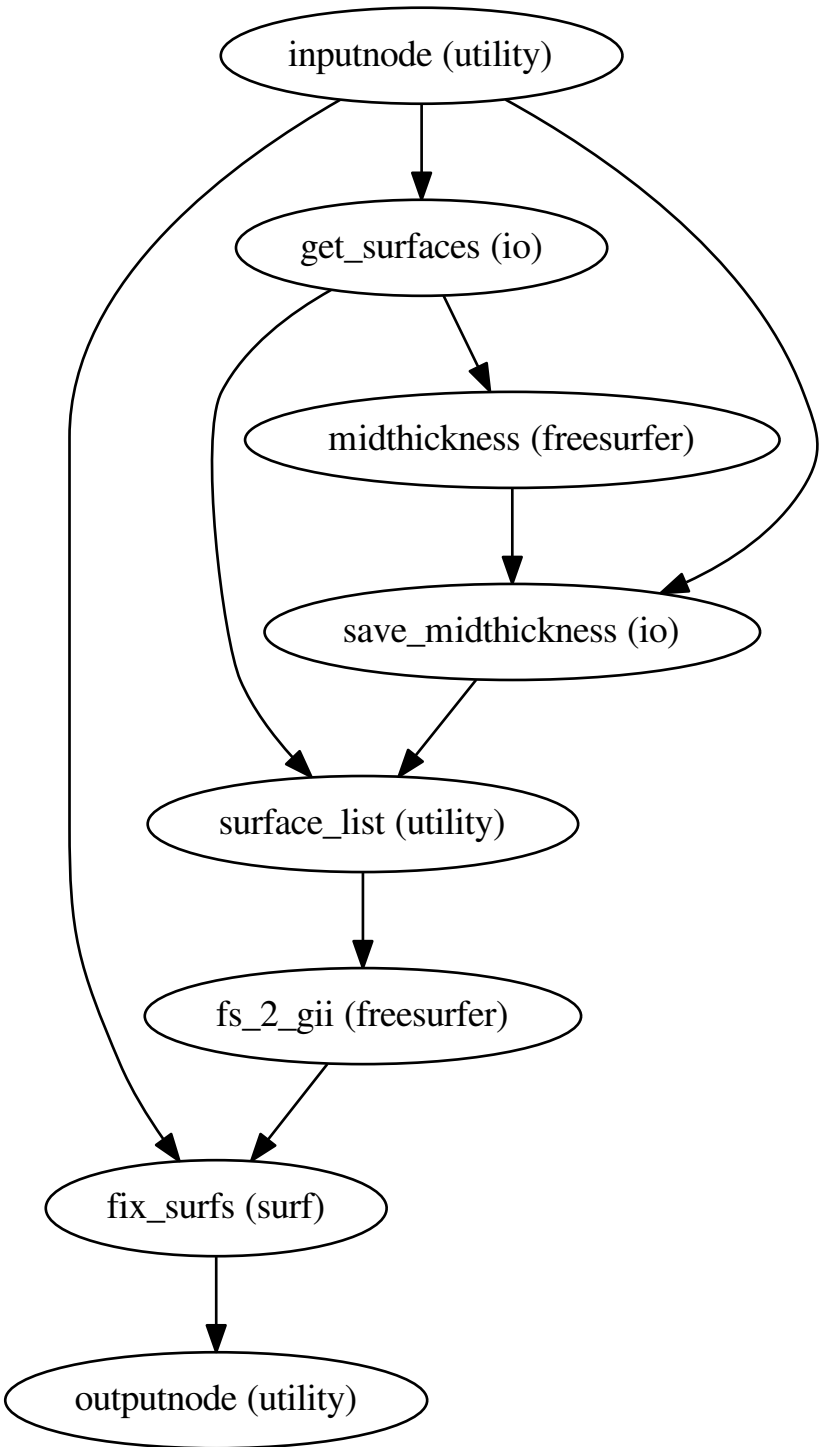 inputnode (utility)
get_surfaces (io)
midthickness (freesurfer)
save_midthickness (io)
surface_list (utility)
fs_2_gii (freesurfer)
fix_surfs (surf)
outputnode (utility)